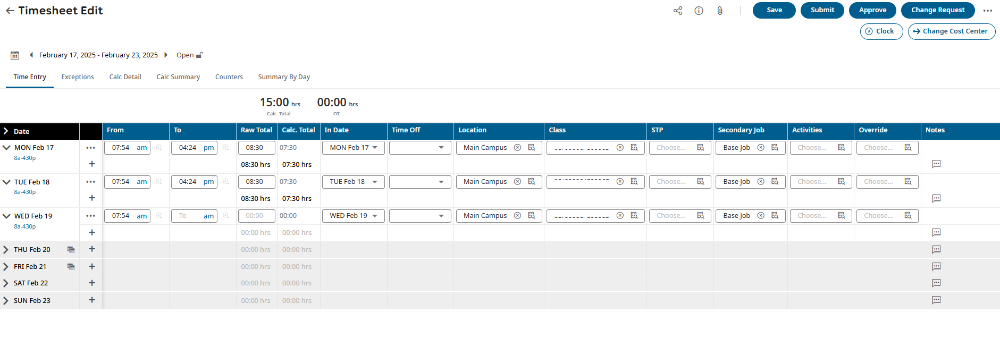 Timesheet Edit
Save Submit Approve Change Request
Clock Change Cost Center
February 17, 2025 - February 23, 2025 Open
Time Entry Exceptions Calc Detail Calc Summary Counters Summary By Day
15:00 hrs 00:00 hrs
Calc. Total OT
Date From To Raw Total Calc. Total In Date Time Off Location Class STP Secondary Job Activities Override Notes
MON Feb 17 07:54 am 04:24 pm 08:30 07:30 MON Feb 17 Main Campus Choose... Base Job Choose... Choose...
8a-430p
08:30 hrs 07:30 hrs
TUE Feb 18 07:54 am 04:24 pm 08:30 07:30 TUE Feb 18 Main Campus Choose... Base Job Choose... Choose...
8a-430p
08:30 hrs 07:30 hrs
WED Feb 19 07:54 am To am 00:00 00:00 WED Feb 19 Main Campus Choose... Base Job Choose... Choose...
8a-430p
00:00 hrs 00:00 hrs
THU Feb 20 00:00 hrs 00:00 hrs
FRI Feb 21 00:00 hrs 00:00 hrs
SAT Feb 22 00:00 hrs 00:00 hrs
SUN Feb 23 00:00 hrs 00:00 hrs